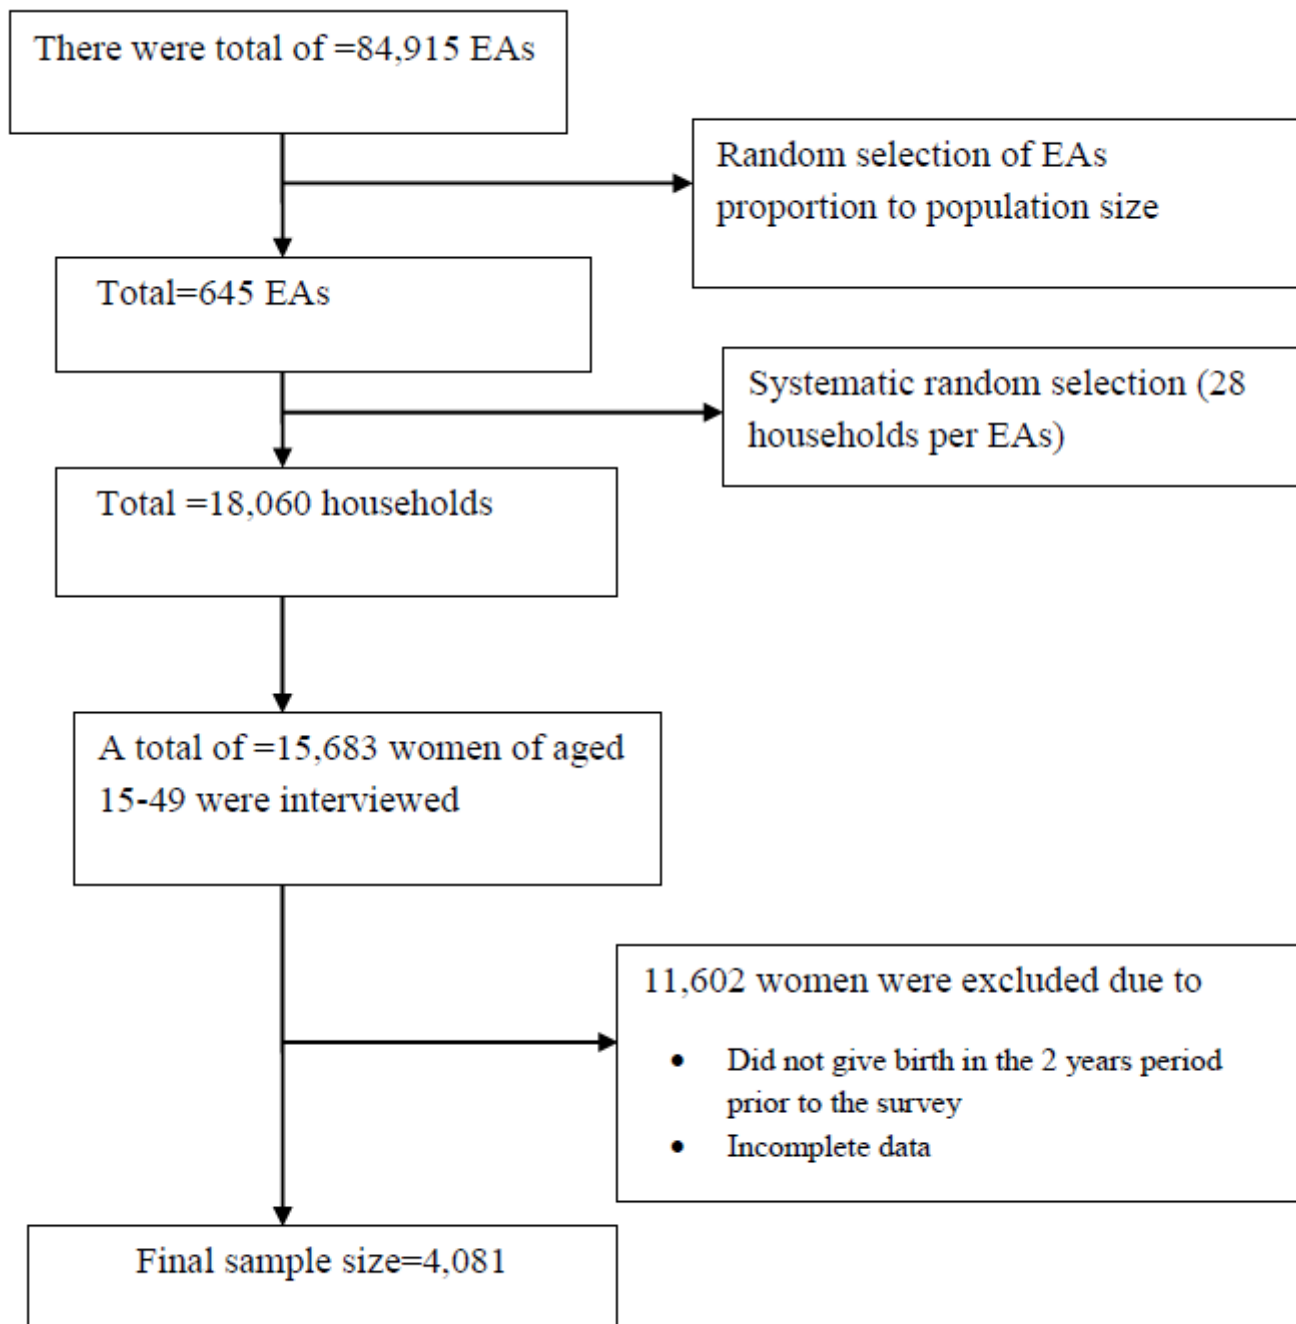 There were total of =84,915 EAs
Random selection of EAs
proportion to population size
Total=645 EAs
Systematic random selection (28
households per EAs)
Total =18,060 households
A total of =15,683 women of aged
15-49 were interviewed
11,602 women were excluded due to
• Did not give birth in the 2 years period
prior to the survey
• Incomplete data
Final sample size=4,081